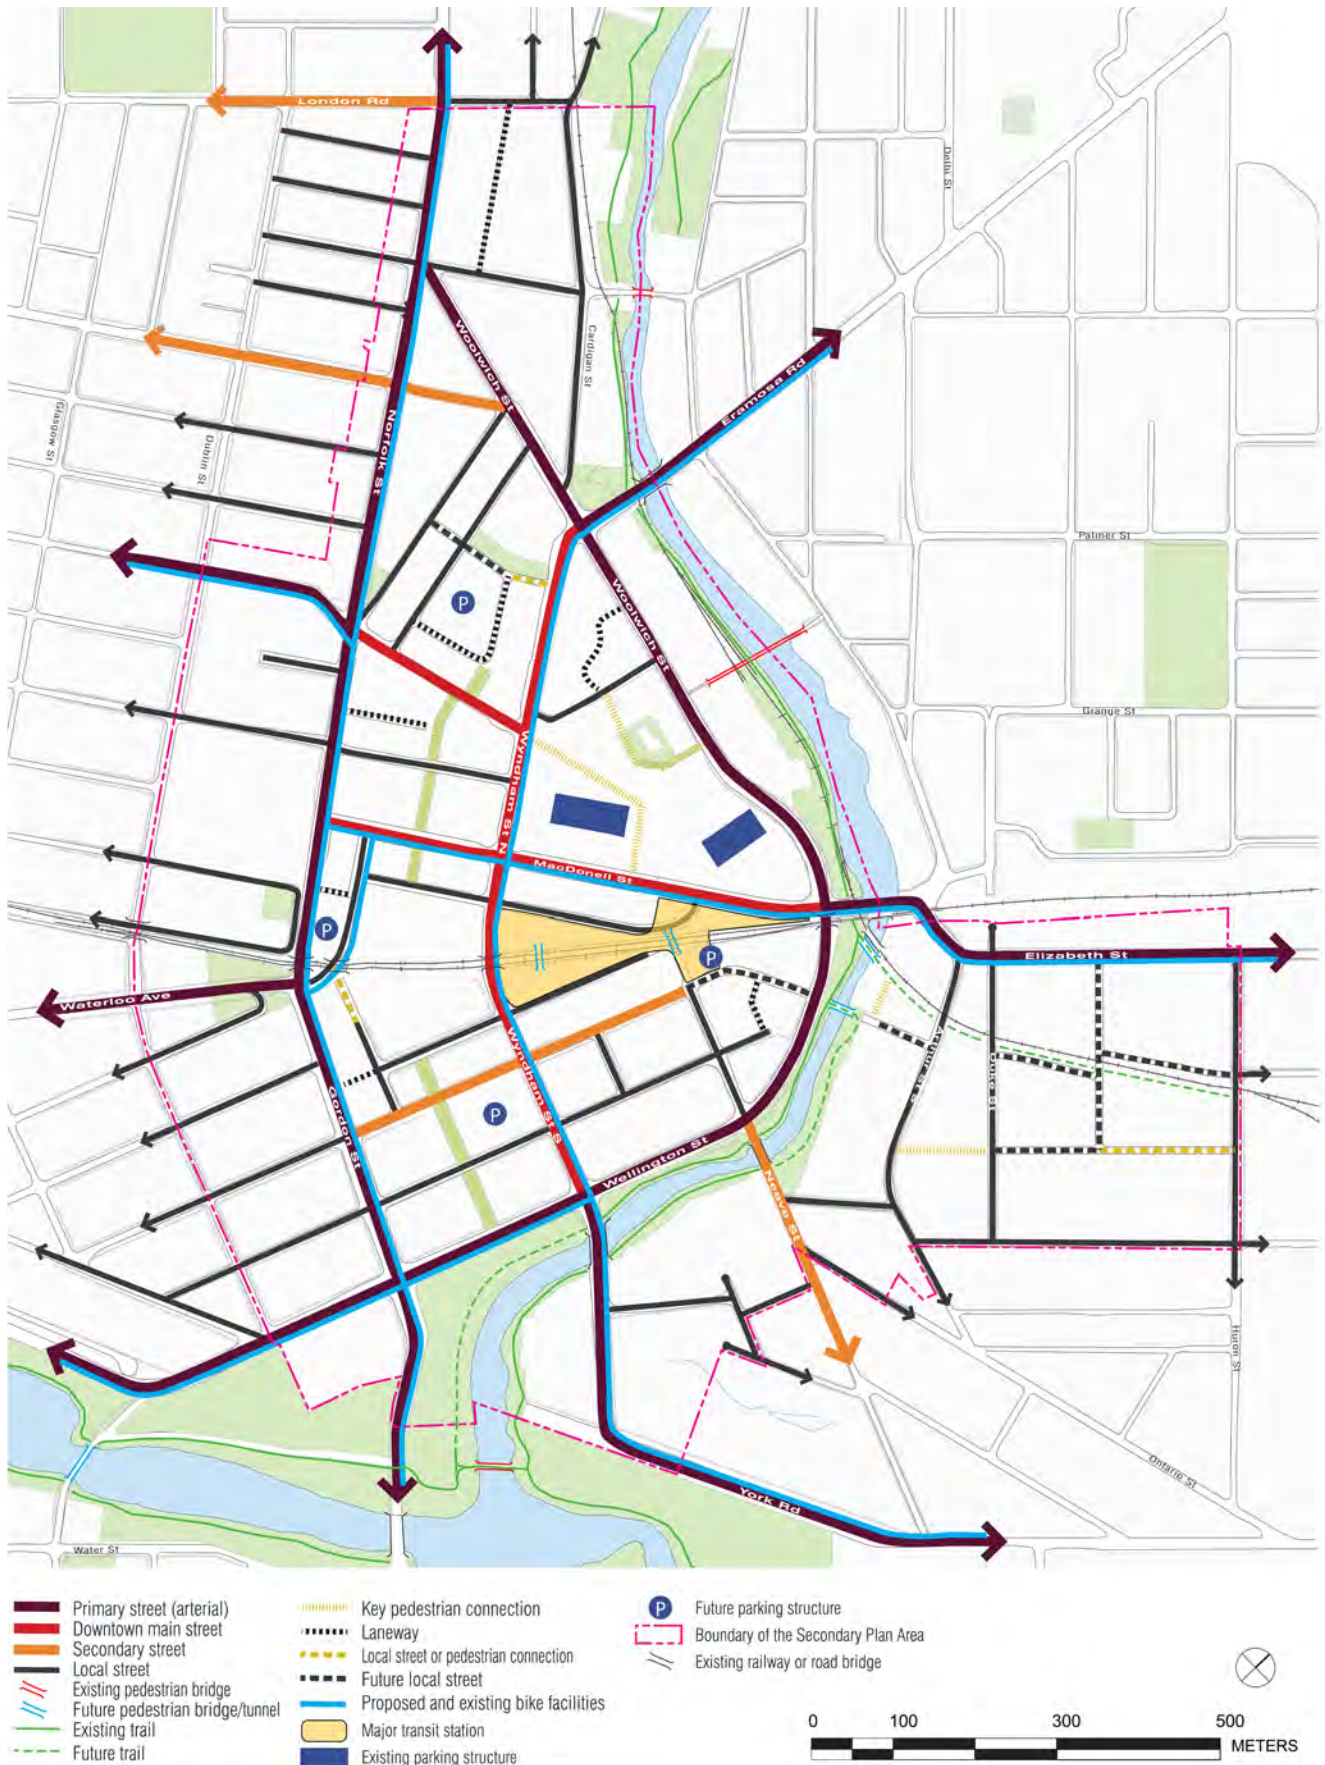 London Rd
Delhi St
Woolwich St
Cardigan St
Eramosa Rd
Glasgow St
Dublin St
Norfolk St
Palmer St
P
Woolwich St
Grange St
Wyndham St N
MacDonell St
P
P
Elizabeth St
Waterloo Ave
Arthur St S
Duke St
Wyndham St S
Gordon St
P
Wellington St
Neeve St
Huron St
Ontario St
York Rd
Water St
Primary street (arterial)
Downtown main street
Secondary street
Local street
Existing pedestrian bridge
Future pedestrian bridge/tunnel
Existing trail
Future trail
Key pedestrian connection
Laneway
Local street or pedestrian connection
Future local street
Proposed and existing bike facilities
Major transit station
Existing parking structure
P Future parking structure
Boundary of the Secondary Plan Area
Existing railway or road bridge
0 100 300 500
METERS